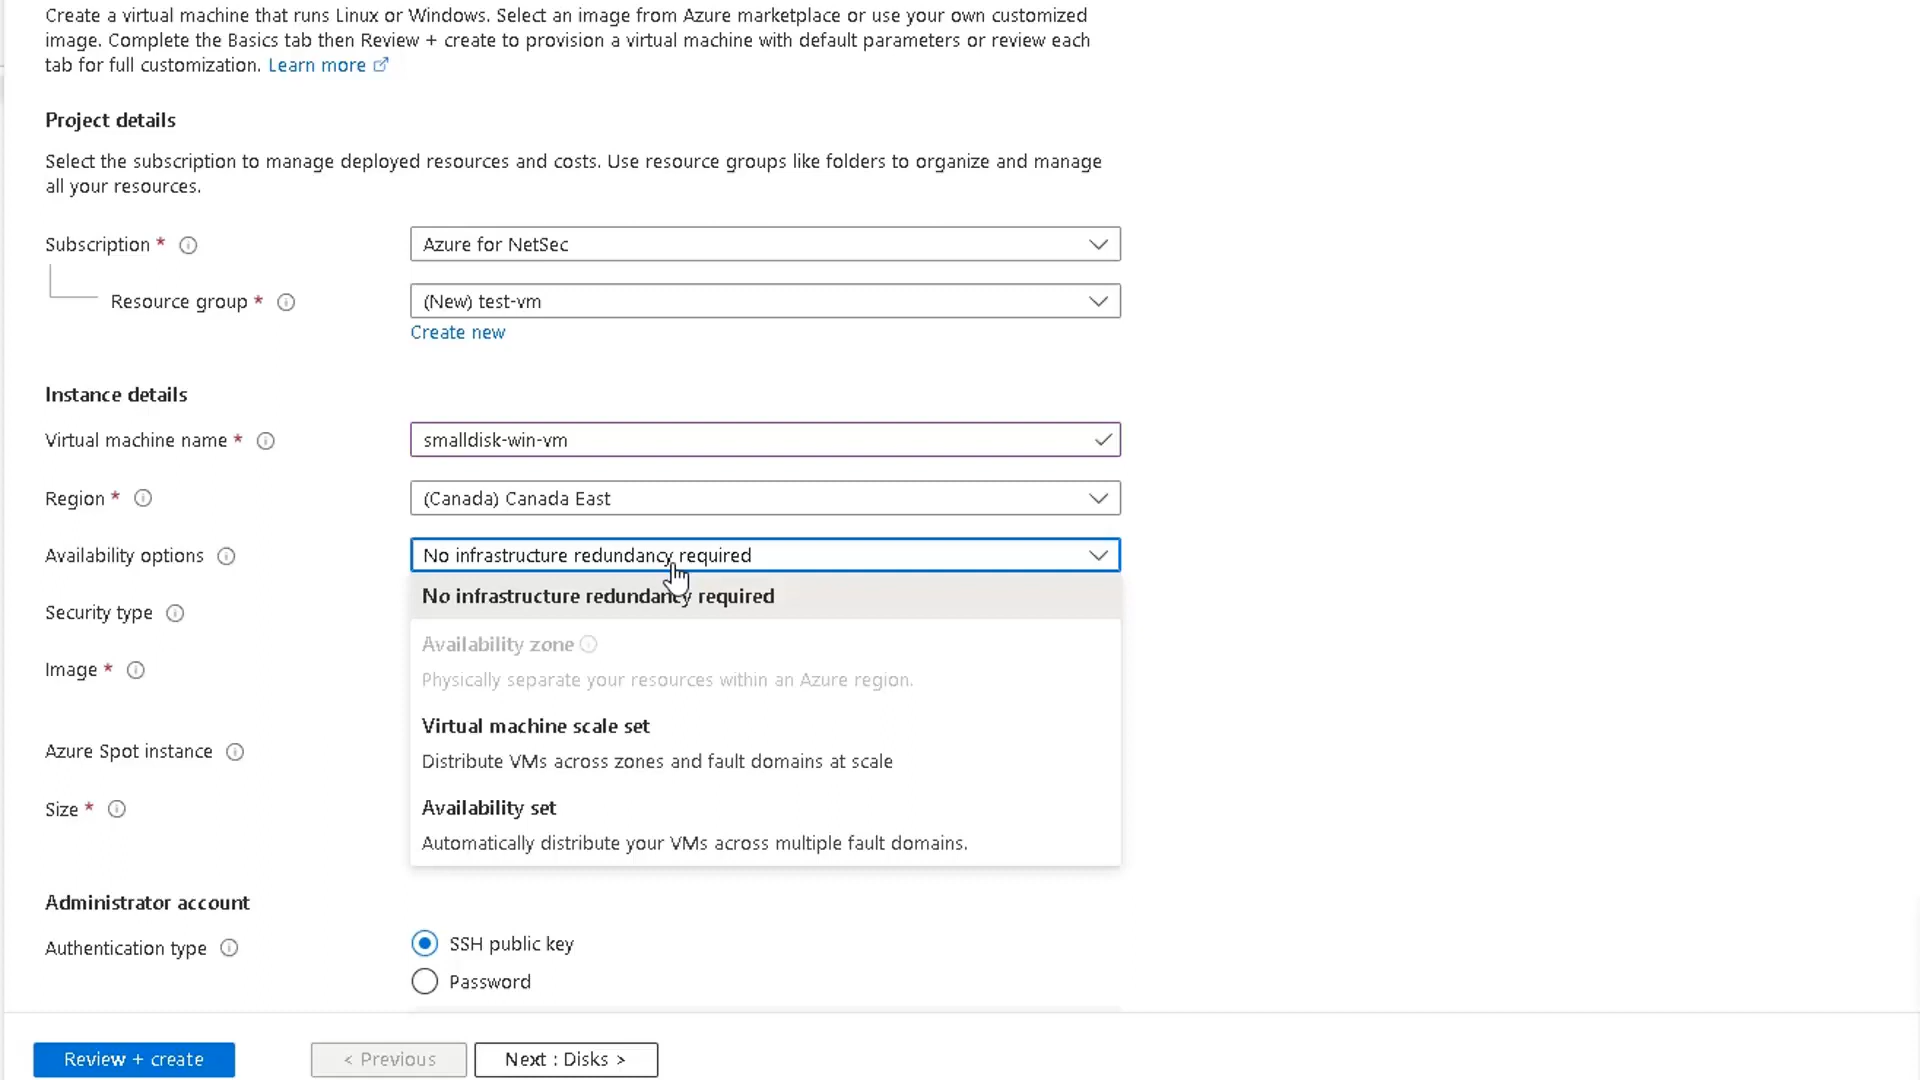 Create a virtual machine that runs Linux or Windows. Select an image from Azure marketplace or use your own customized
image. Complete the Basics tab then Review + create to provision a virtual machine with default parameters or review each
tab for full customization. Learn more
Project details
Select the subscription to manage deployed resources and costs. Use resource groups like folders to organize and manage
all your resources.
Subscription *
Azure for NetSec
Resource group *
(New) test-vm
Create new
Instance details
Virtual machine name *
smalldisk-win-vm
Region *
(Canada) Canada East
Availability options
No infrastructure redundancy required
No infrastructure redundancy required
Security type
Availability zone
Image *
Physically separate your resources within an Azure region.
Virtual machine scale set
Azure Spot instance
Distribute VMs across zones and fault domains at scale
Size *
Availability set
Automatically distribute your VMs across multiple fault domains.
Administrator account
Authentication type
SSH public key
Password
Review + create
< Previous
Next : Disks >